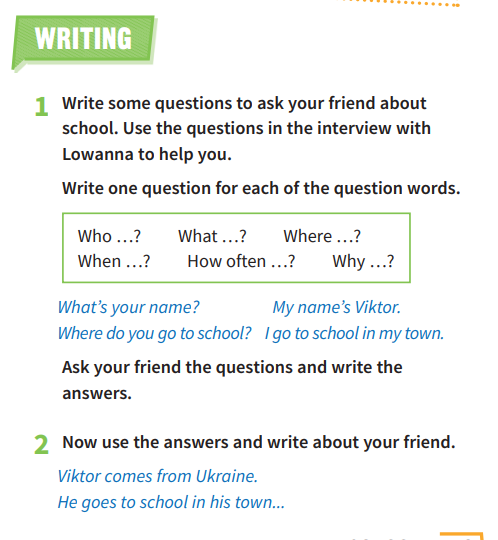 WRITING
1 Write some questions to ask your friend about
school. Use the questions in the interview with
Lowanna to help you.
Write one question for each of the question words.
Who …? What …? Where …?
When …? How often …? Why …?
What's your name? My name's Viktor.
Where do you go to school? I go to school in my town.
Ask your friend the questions and write the
answers.
2 Now use the answers and write about your friend.
Viktor comes from Ukraine.
He goes to school in his town...